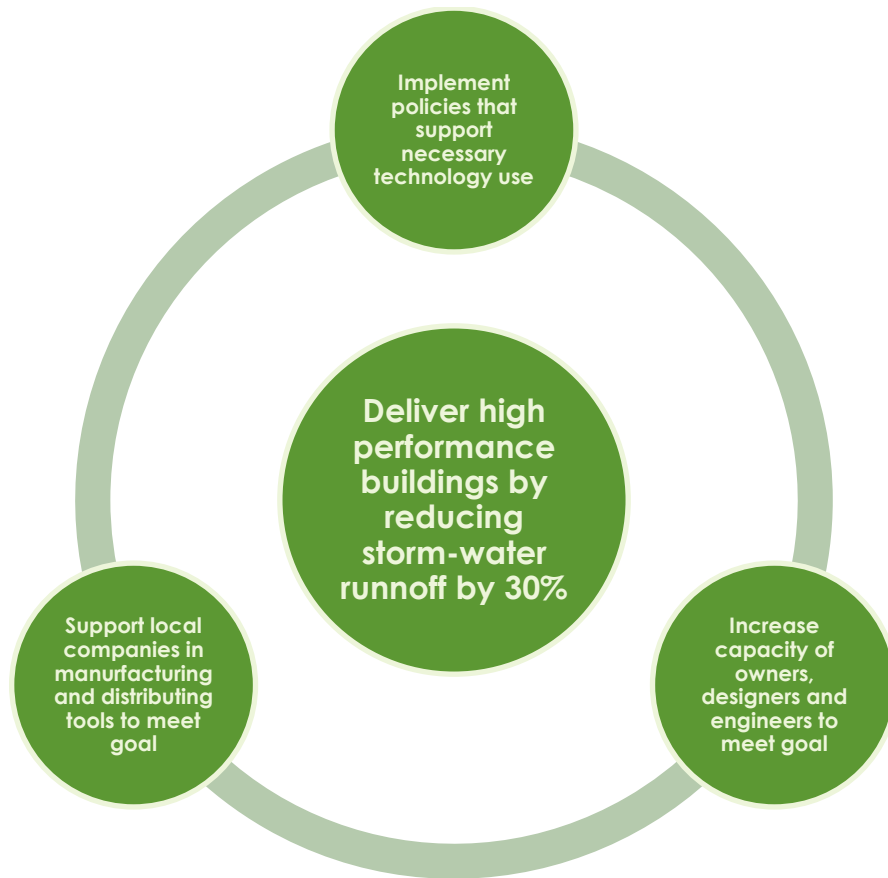 Implement
policies that
support
necessary
technology use
Deliver high
performance
buildings by
reducing
storm-water
runnoff by 30%
Support local
companies in
manurfacturing
and distributing
tools to meet
goal
Increase
capacity of
owners,
designers and
engineers to
meet goal